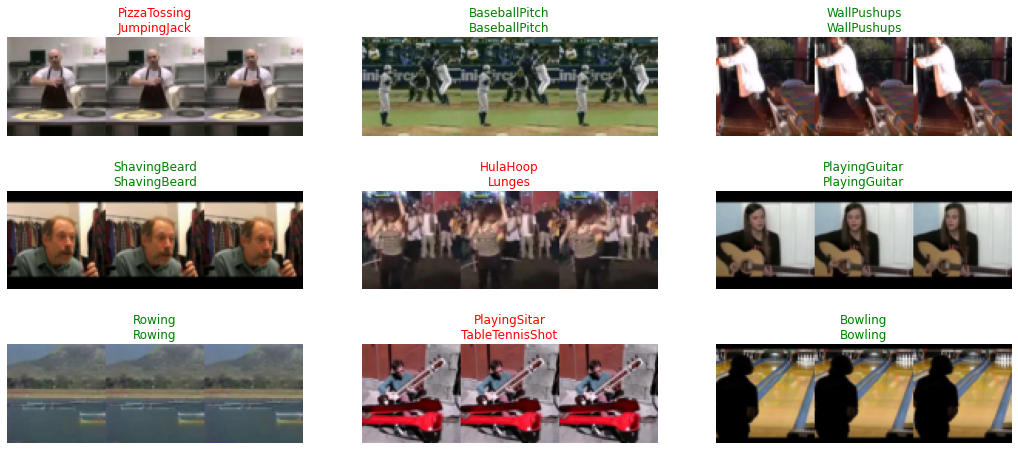 PizzaTossing
JumpingJack
BaseballPitch
BaseballPitch
WallPushups
WallPushups
ShavingBeard
ShavingBeard
HulaHoop
Lunges
PlayingGuitar
PlayingGuitar
Rowing
Rowing
PlayingSitar
TableTennisShot
Bowling
Bowling